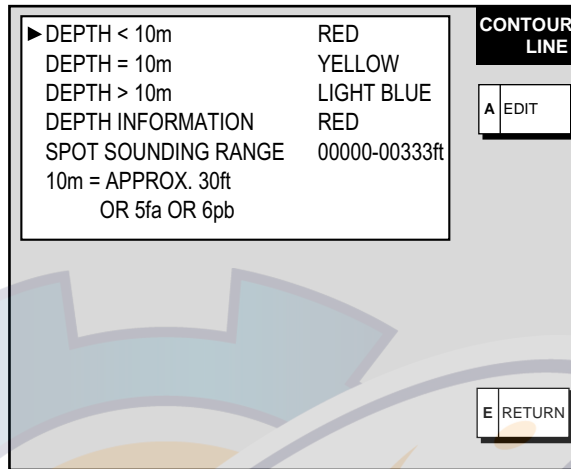 ►DEPTH < 10m RED
DEPTH = 10m YELLOW
DEPTH > 10m LIGHT BLUE
DEPTH INFORMATION RED
SPOT SOUNDING RANGE 00000-00333ft
10m = APPROX. 30ft
OR 5fa OR 6pb
CONTOUR
LINE
A EDIT
E RETURN